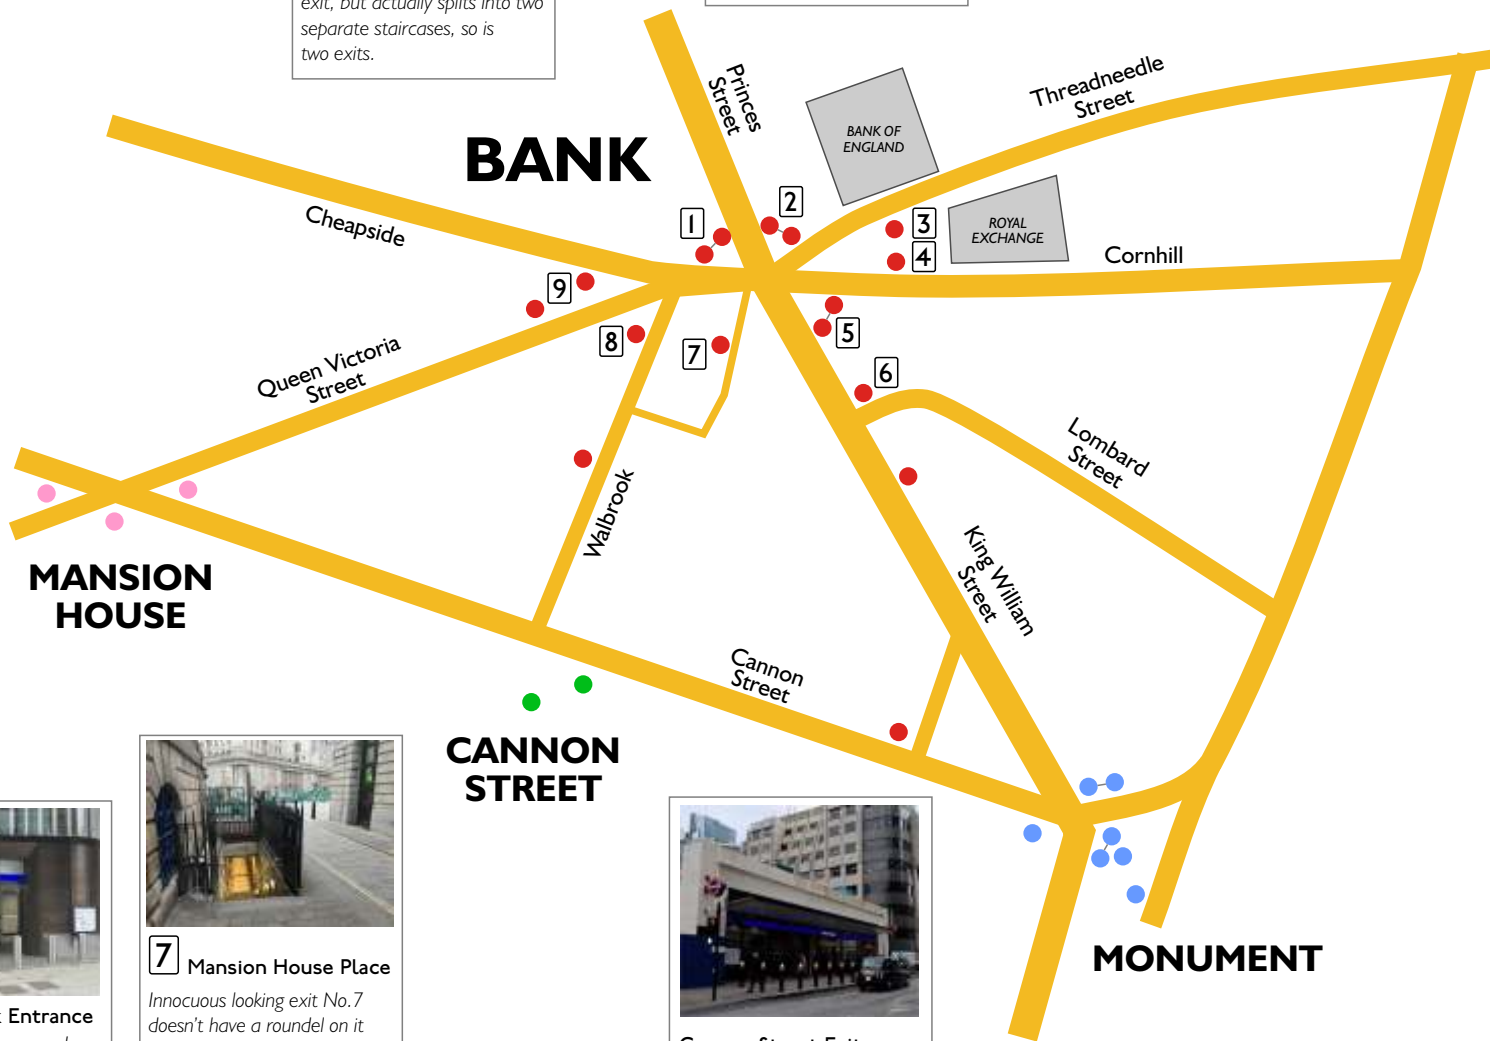 exit, but actually splits into two
separate staircases, so is
two exits.
Princes
Street
Threadneedle
Street
BANK OF
ENGLAND
BANK
ROYAL
EXCHANGE
Cheapside
1
2
3
4
Cornhill
9
8
7
5
6
Queen Victoria
Street
Lombard
Street
Walbrook
King William
Street
MANSION
HOUSE
Cannon
Street
CANNON
STREET
MONUMENT
7 Mansion House Place
Innocuous looking exit No.7
doesn't have a roundel on it
Entrance